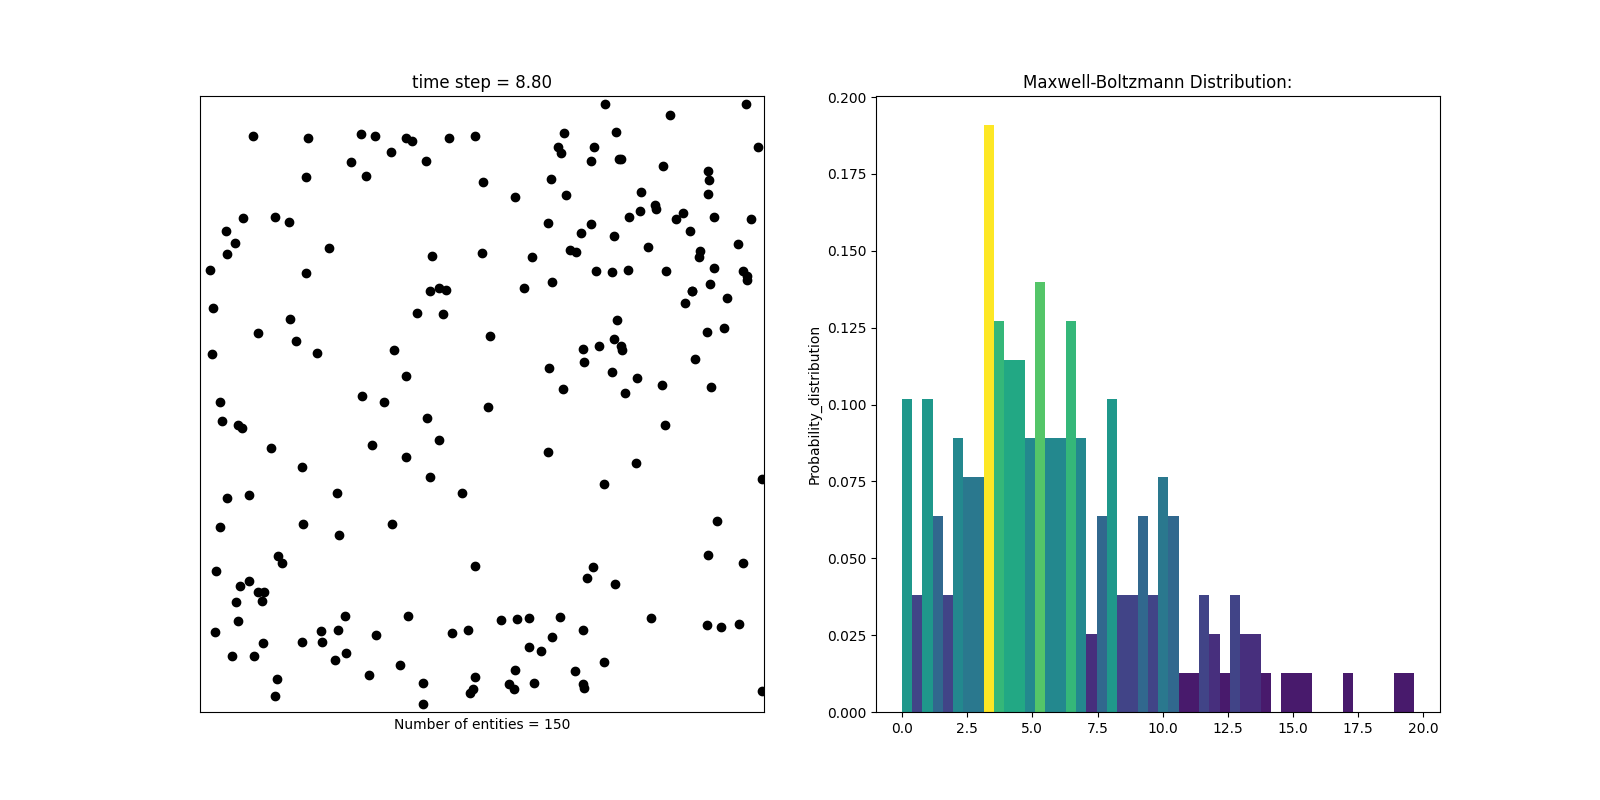 time step = 8.80
Number of entities = 150
Maxwell-Boltzmann Distribution:
Probability_distribution
0.200
0.175
0.150
0.125
0.100
0.075
0.050
0.025
0.000
0.0 2.5 5.0 7.5 10.0 12.5 15.0 17.5 20.0